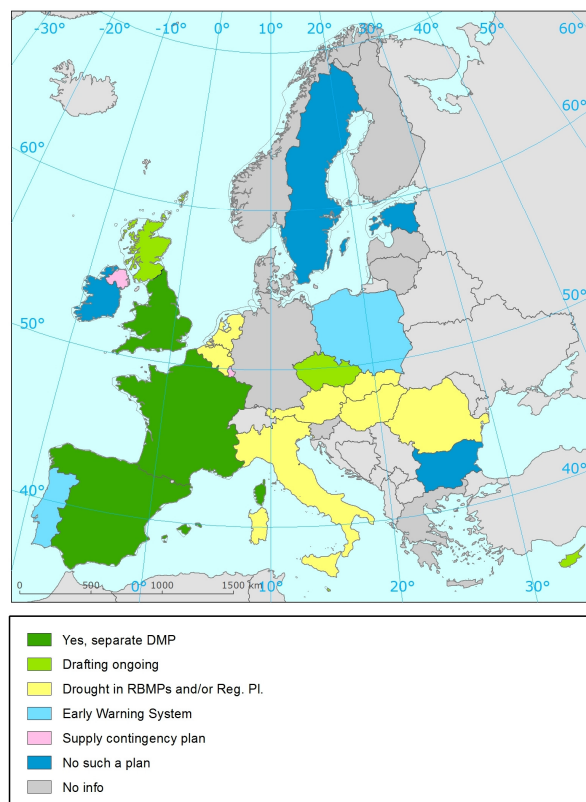 -30° -20° -10° 0° 10° 20° 30° 40° 50° 60°
60°
60°
50°
50°
40°
40°
0 500 1000 1500 km
0° 10° 20° 30°
Yes, separate DMP
Drafting ongoing
Drought in RBMPs and/or Reg. Pl.
Early Warning System
Supply contingency plan
No such a plan
No info